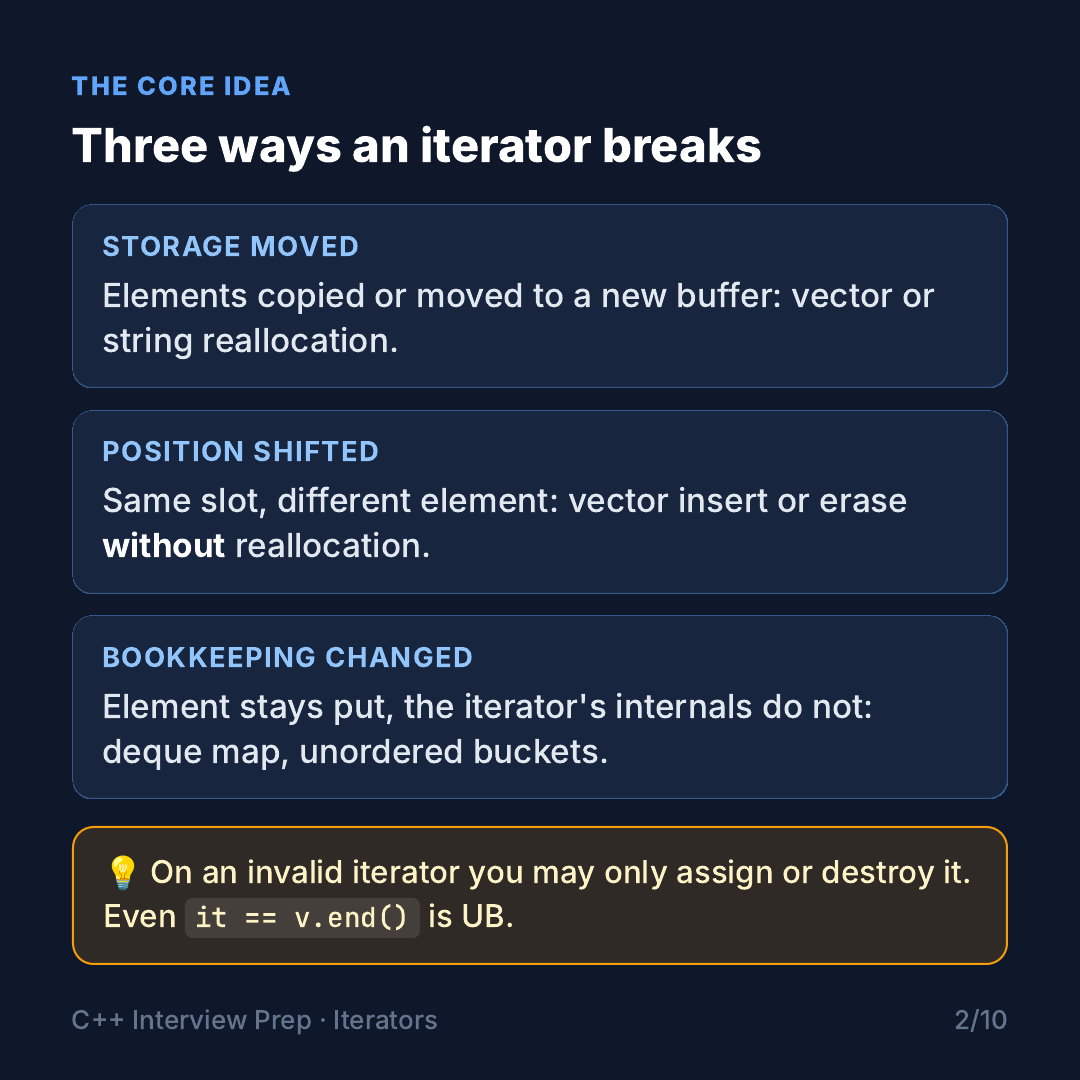 THE CORE IDEA
Three ways an iterator breaks
STORAGE MOVED
Elements copied or moved to a new buffer: vector or
string reallocation.
POSITION SHIFTED
Same slot, different element: vector insert or erase
without reallocation.
BOOKKEEPING CHANGED
Element stays put, the iterator's internals do not:
deque map, unordered buckets.
💡 On an invalid iterator you may only assign or destroy it.
Even it == v.end() is UB.
C++ Interview Prep · Iterators
2/10